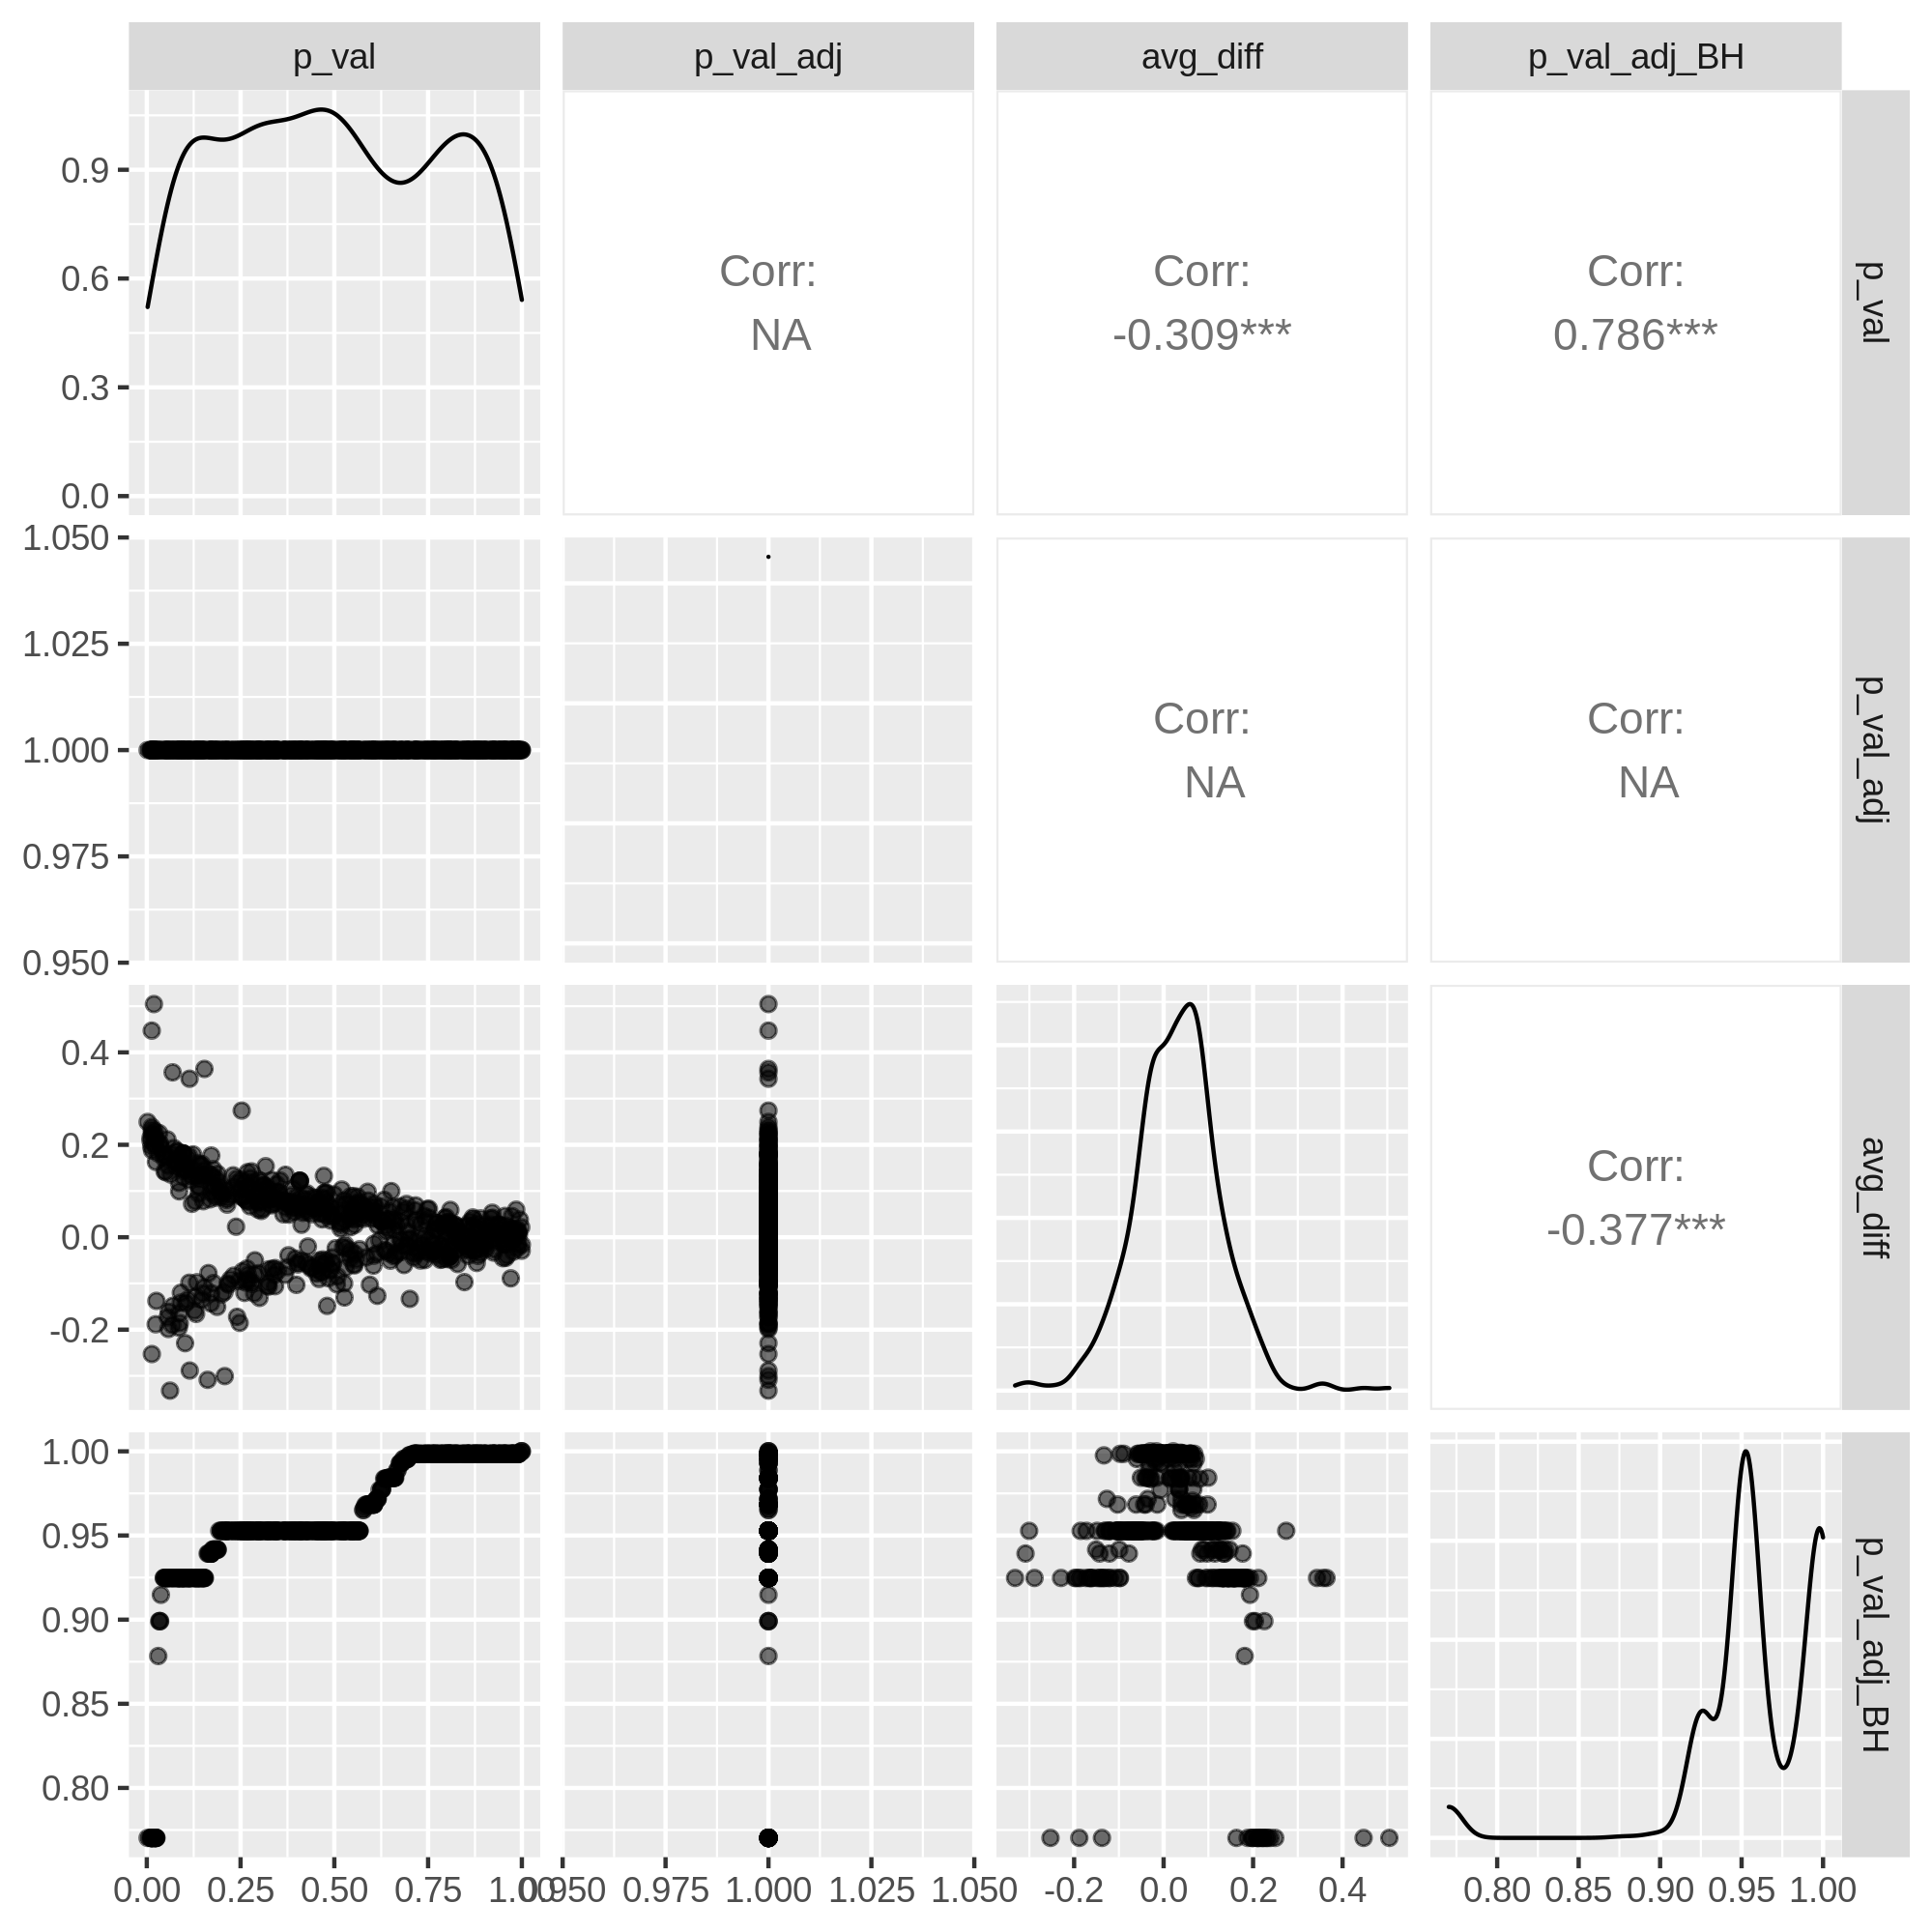 p_val
p_val_adj
avg_diff
p_val_adj_BH
0.9
0.6
0.3
0.0
Corr:
NA
Corr:
-0.309***
Corr:
0.786***
p_val
1.050
1.025
1.000
0.975
0.950
Corr:
NA
Corr:
NA
p_val_adj
0.4
0.2
0.0
-0.2
Corr:
-0.377***
avg_diff
1.00
0.95
0.90
0.85
0.80
p_val_adj_BH
0.00 0.25 0.50 0.75 1.00
0.950 0.975 1.000 1.025 1.050
-0.2 0.0 0.2 0.4
0.80 0.85 0.90 0.95 1.00